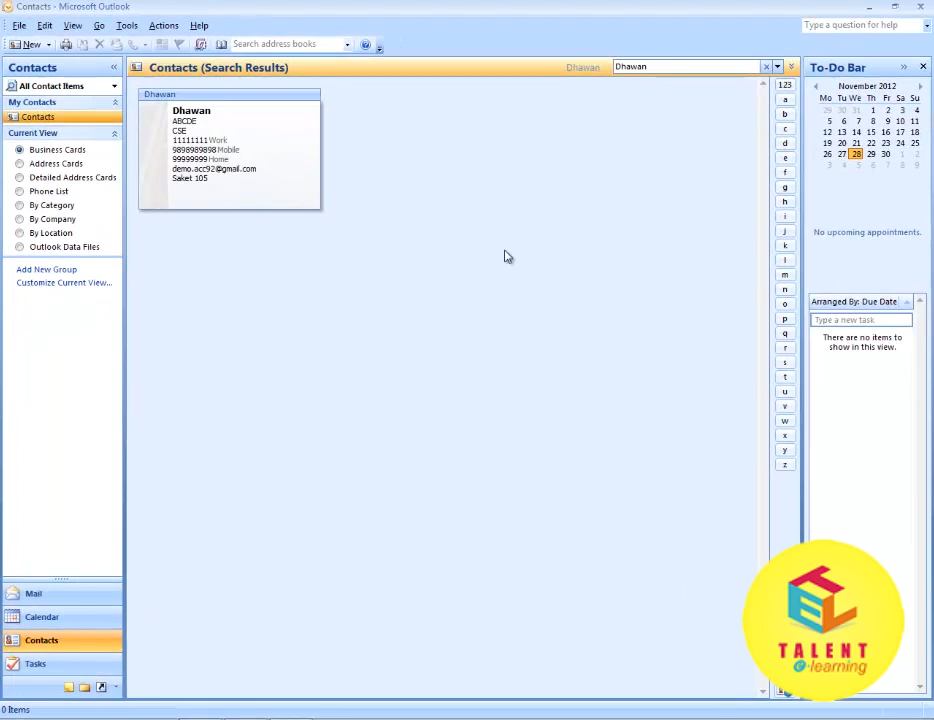 Contacts - Microsoft Outlook
File Edit View Go Tools Actions Help
Type a question for help
New
Search address books
Contacts
All Contact Items
My Contacts
Contacts
Current View
Business Cards
Address Cards
Detailed Address Cards
Phone List
By Category
By Company
By Location
Outlook Data Files
Add New Group
Customize Current View...
Mail
Calendar
Contacts
Tasks
0 Items
Contacts (Search Results)
Dhawan
Dhawan
Dhawan
Dhawan
ABCDE
CSE
11111111 Work
9898989898 Mobile
99999999 Home
demo.acc92@gmail.com
Saket 105
123
a
b
c
d
e
f
g
h
i
j
k
l
m
n
o
p
q
r
s
t
u
v
w
x
y
z
To-Do Bar
November 2012
Mo Tu We Th Fr Sa Su
29 30 31 1 2 3 4
5 6 7 8 9 10 11
12 13 14 15 16 17 18
19 20 21 22 23 24 25
26 27 28 29 30 1 2
3 4 5 6 7 8 9
No upcoming appointments.
Arranged By: Due Date
Type a new task
There are no items to
show in this view.
TEL
TALENT
e-learning